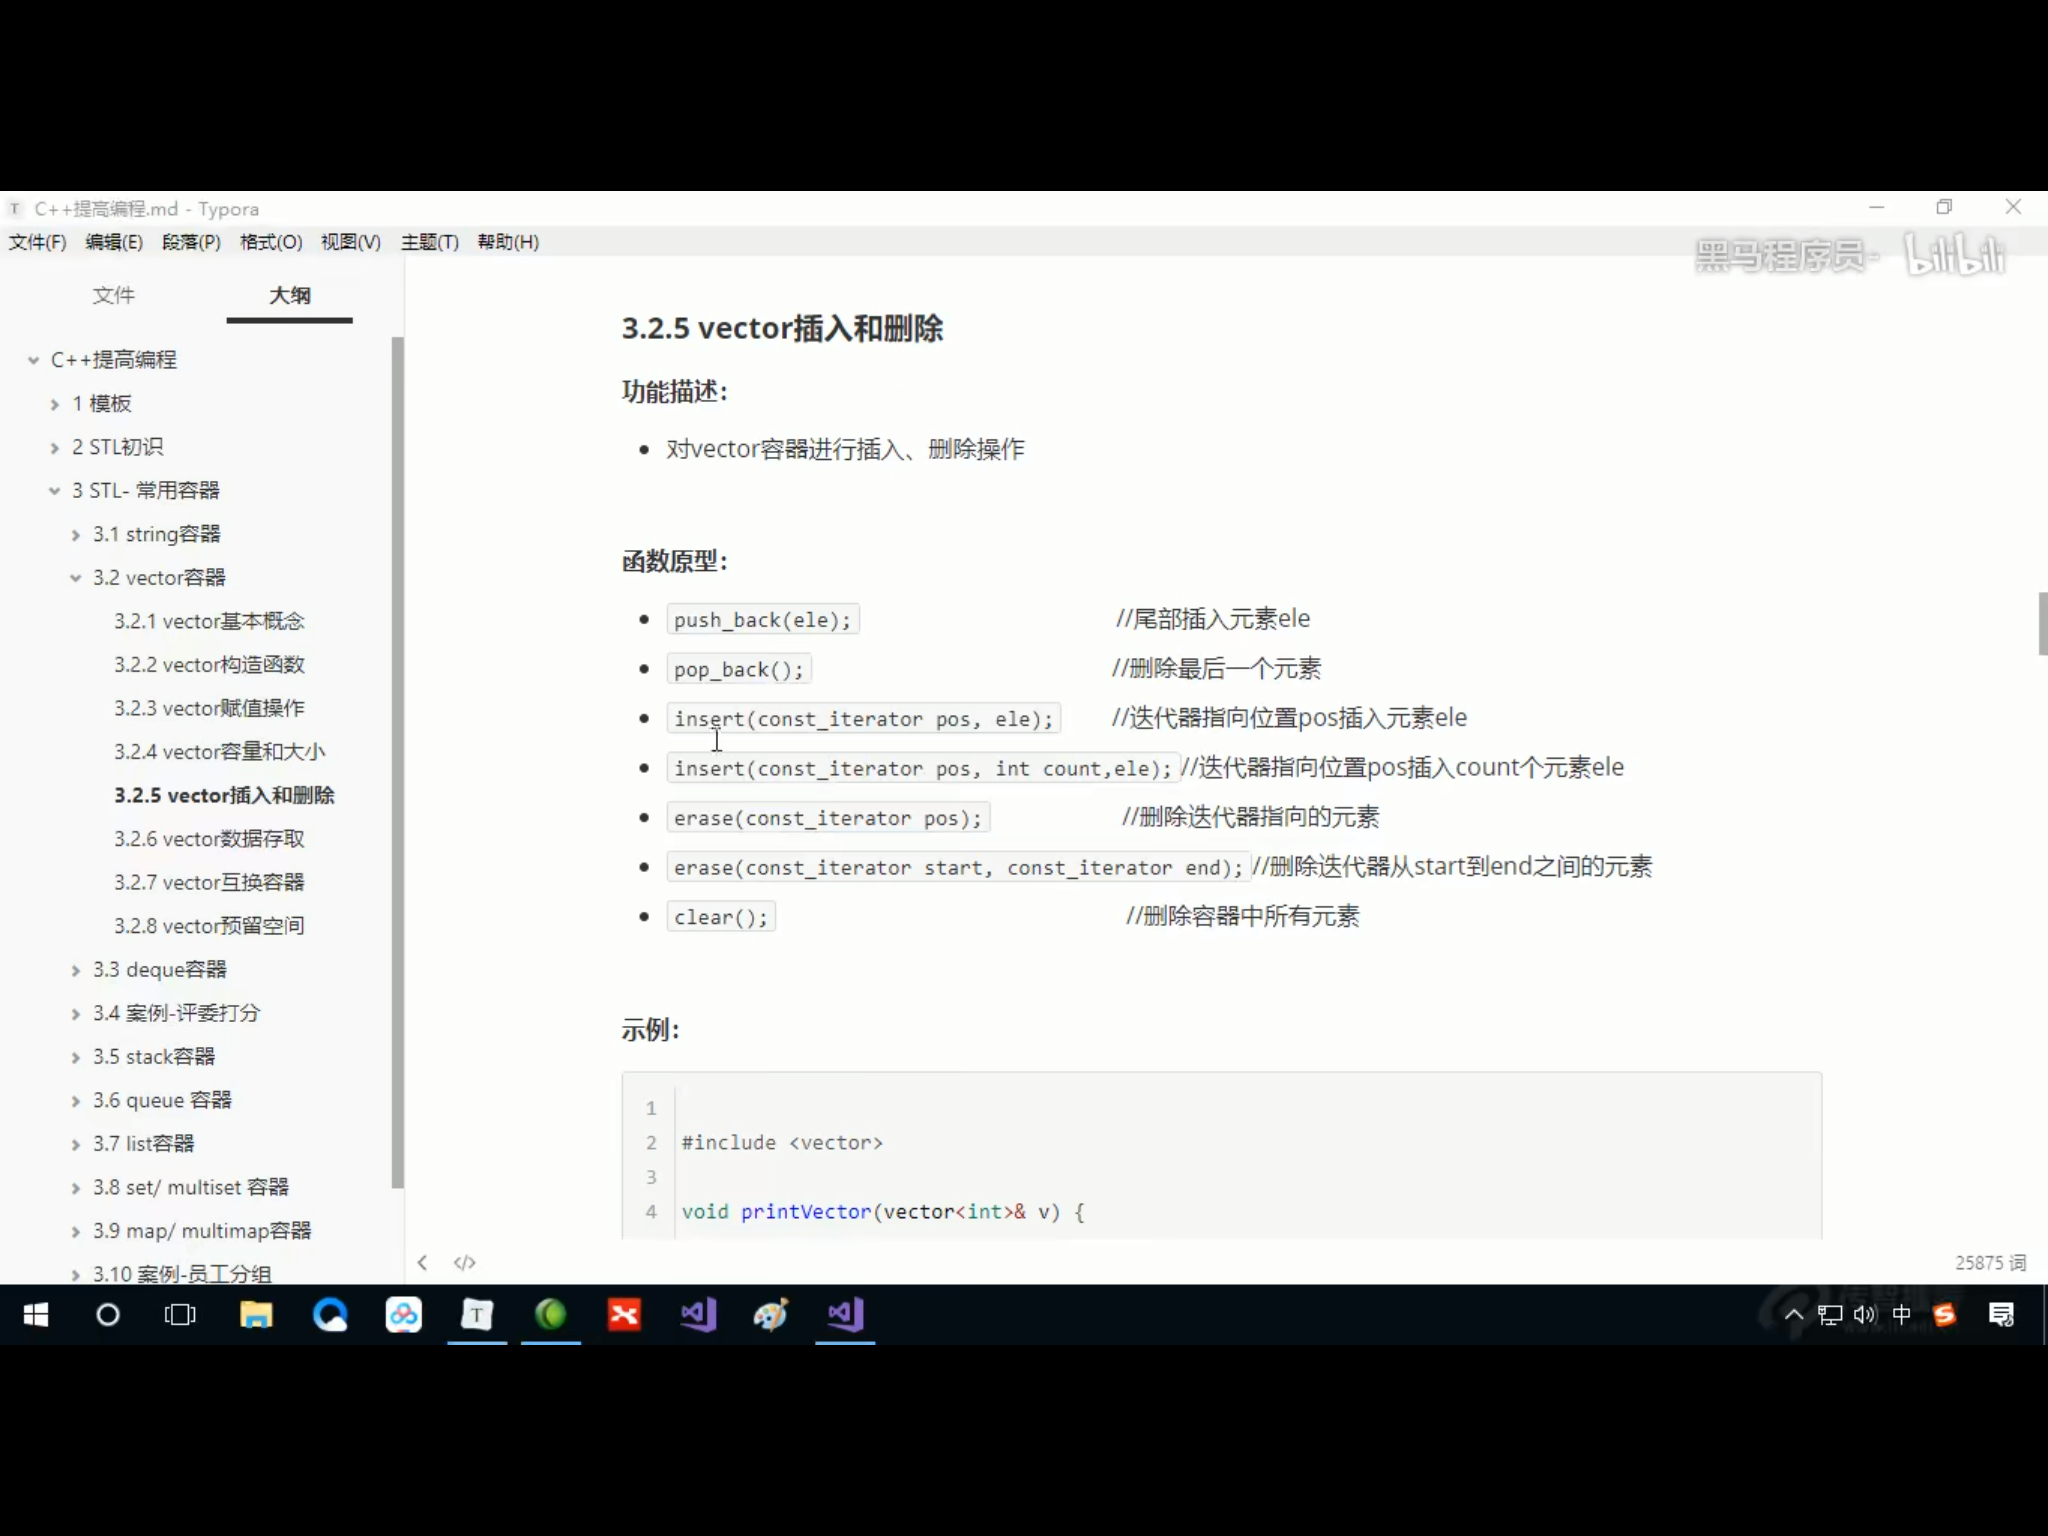 C++提高编程.md - Typora
文件(F) 编辑(E) 段落(P) 格式(O) 视图(V) 主题(T) 帮助(H)
黑马程序员- bilibili
文件 大纲
C++提高编程
1 模板
2 STL初识
3 STL- 常用容器
3.1 string容器
3.2 vector容器
3.2.1 vector基本概念
3.2.2 vector构造函数
3.2.3 vector赋值操作
3.2.4 vector容量和大小
3.2.5 vector插入和删除
3.2.6 vector数据存取
3.2.7 vector互换容器
3.2.8 vector预留空间
3.3 deque容器
3.4 案例-评委打分
3.5 stack容器
3.6 queue 容器
3.7 list容器
3.8 set/ multiset 容器
3.9 map/ multimap容器
3.10 案例-员工分组
3.2.5 vector插入和删除
功能描述：
对vector容器进行插入、删除操作
函数原型：
push_back(ele); //尾部插入元素ele
pop_back(); //删除最后一个元素
insert(const_iterator pos, ele); //迭代器指向位置pos插入元素ele
insert(const_iterator pos, int count,ele); //迭代器指向位置pos插入count个元素ele
erase(const_iterator pos); //删除迭代器指向的元素
erase(const_iterator start, const_iterator end); //删除迭代器从start到end之间的元素
clear(); //删除容器中所有元素
示例：
1
2 #include <vector>
3
4 void printVector(vector<int>& v) {
</> 25875 词
中